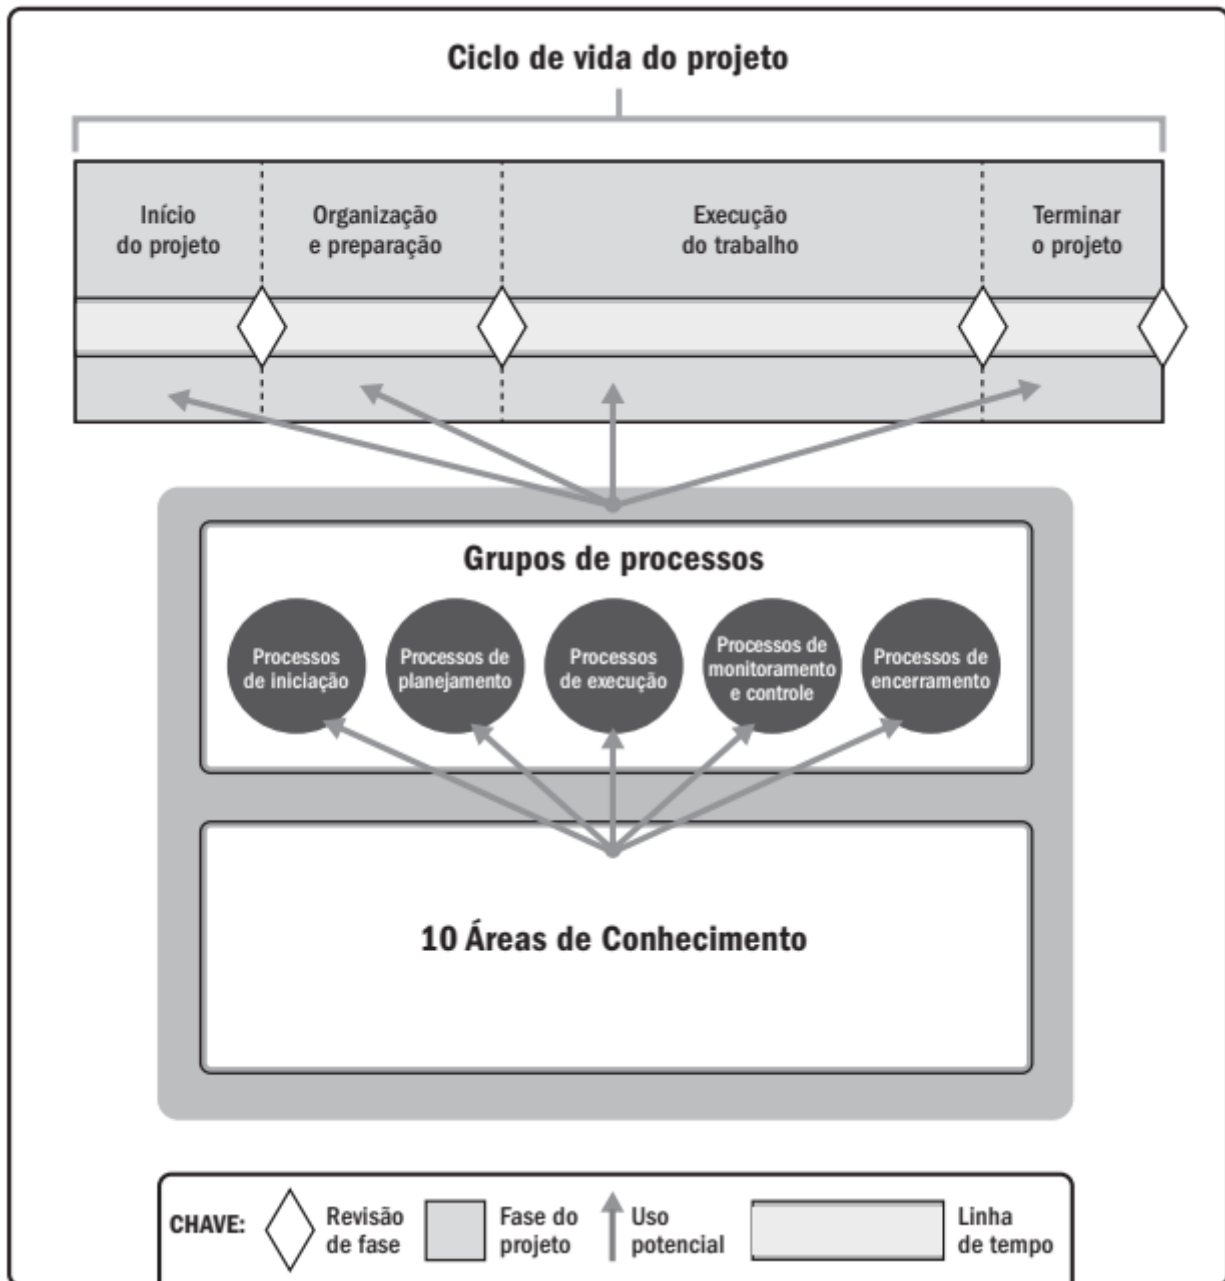 Ciclo de vida do projeto
Início
do projeto
Organização
e preparação
Execução
do trabalho
Terminar
o projeto
Grupos de processos
Processos
de iniciação
Processos de
planejamento
Processos
de execução
Processos de
monitoramento
e controle
Processos de
encerramento
10 Áreas de Conhecimento
CHAVE:
Revisão
de fase
Fase do
projeto
Uso
potencial
Linha
de tempo